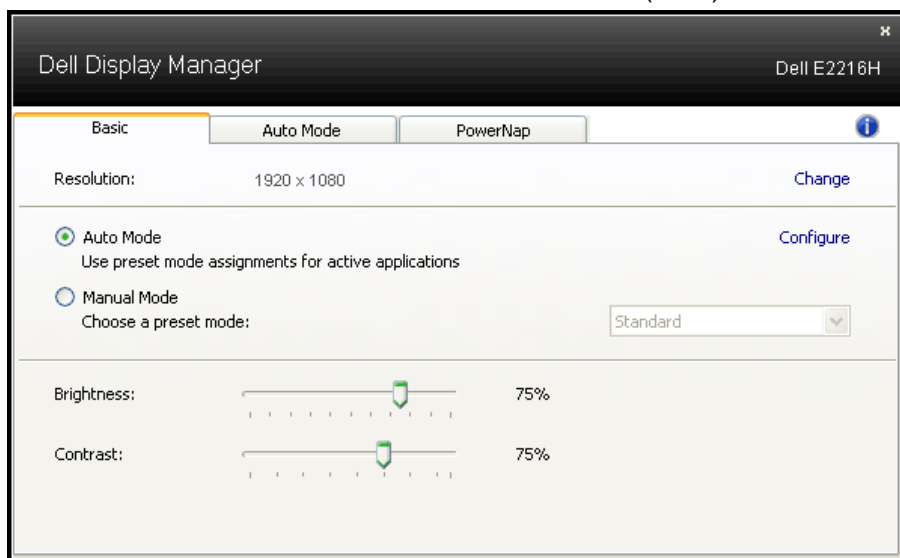 Dell Display Manager
Dell E2216H
Basic
Auto Mode
PowerNap
Resolution:
1920 x 1080
Change
Auto Mode
Configure
Use preset mode assignments for active applications
Manual Mode
Choose a preset mode:
Standard
Brightness:
75%
Contrast:
75%